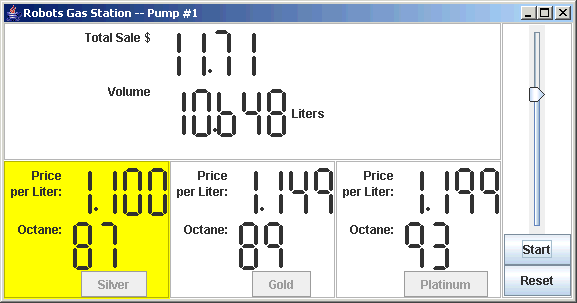 Robots Gas Station -- Pump #1
Total Sale $ 11.71
Volume 10.648 Liters
Price per Liter: 1.100
Octane: 87
Silver
Price per Liter: 1.149
Octane: 89
Gold
Price per Liter: 1.199
Octane: 93
Platinum
Start
Reset